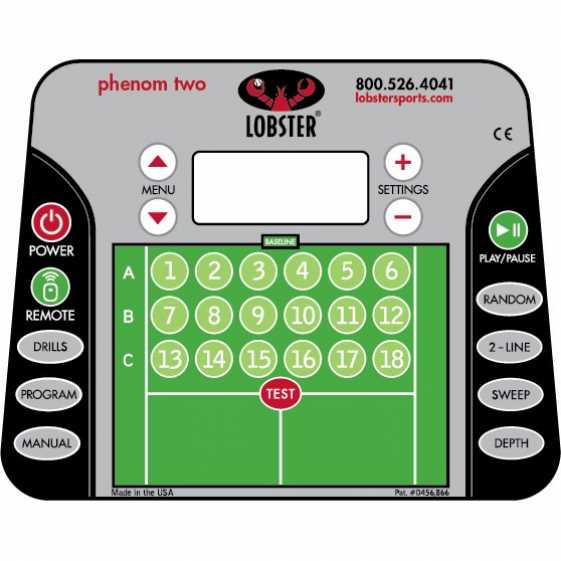 phenom two
800.526.4041
lobstersports.com
LOBSTER®
CE
MENU
SETTINGS
POWER
REMOTE
DRILLS
PROGRAM
MANUAL
BASELINE
A 1 2 3 4 5 6
B 7 8 9 10 11 12
C 13 14 15 16 17 18
TEST
PLAY/PAUSE
RANDOM
2-LINE
SWEEP
DEPTH
Made in the USA
Pat. #D456,866